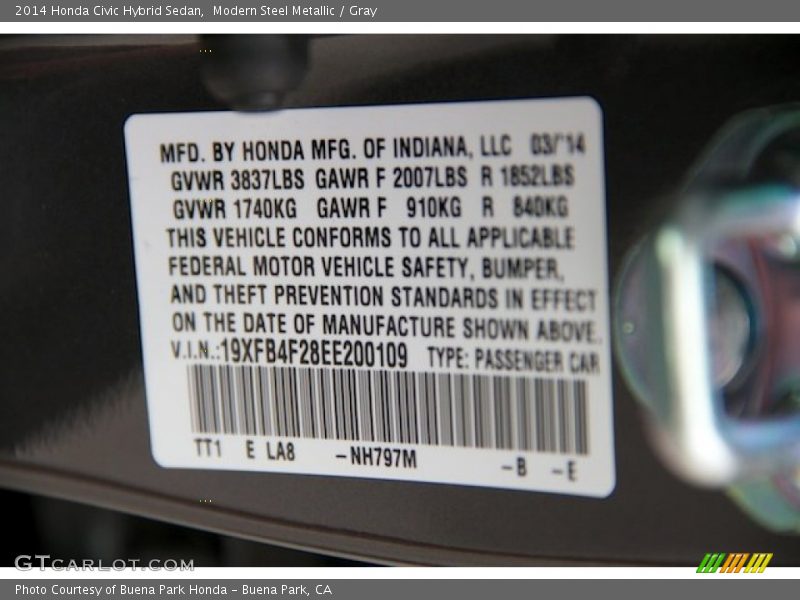 2014 Honda Civic Hybrid Sedan,  Modern Steel Metallic / Gray
MFD. BY HONDA MFG. OF INDIANA, LLC 03/'14
GVWR 3837LBS GAWR F 2007LBS R 1852LBS
GVWR 1740KG GAWR F 910KG R 840KG
THIS VEHICLE CONFORMS TO ALL APPLICABLE
FEDERAL MOTOR VEHICLE SAFETY, BUMPER,
AND THEFT PREVENTION STANDARDS IN EFFECT
ON THE DATE OF MANUFACTURE SHOWN ABOVE.
V.I.N.:19XFB4F28EE200109 TYPE: PASSENGER CAR
TT1 E LA8 -NH797M -B -E
GTCARLOT.COM
Photo Courtesy of Buena Park Honda - Buena Park, CA